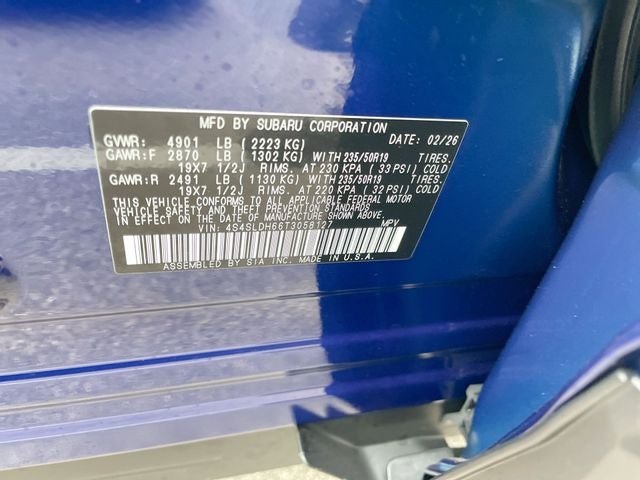 MFD BY SUBARU CORPORATION DATE: 02/26
GVWR: 4901 LB ( 2223 KG)
GAWR: F 2870 LB ( 1302 KG) WITH 235/50R19 TIRES.
19X7 1/2J RIMS. AT 230 KPA ( 33 PSI) COLD
GAWR: R 2491 LB ( 1130 KG) WITH 235/50R19 TIRES.
19X7 1/2J RIMS. AT 220 KPA ( 32 PSI) COLD
THIS VEHICLE CONFORMS TO ALL APPLICABLE FEDERAL MOTOR
VEHICLE SAFETY AND THEFT PREVENTION STANDARDS
IN EFFECT ON THE DATE OF MANUFACTURE SHOWN ABOVE.
VIN: 4S4SLDH66T3058127 MPV
ASSEMBLED BY SIA INC. MADE IN U.S.A.